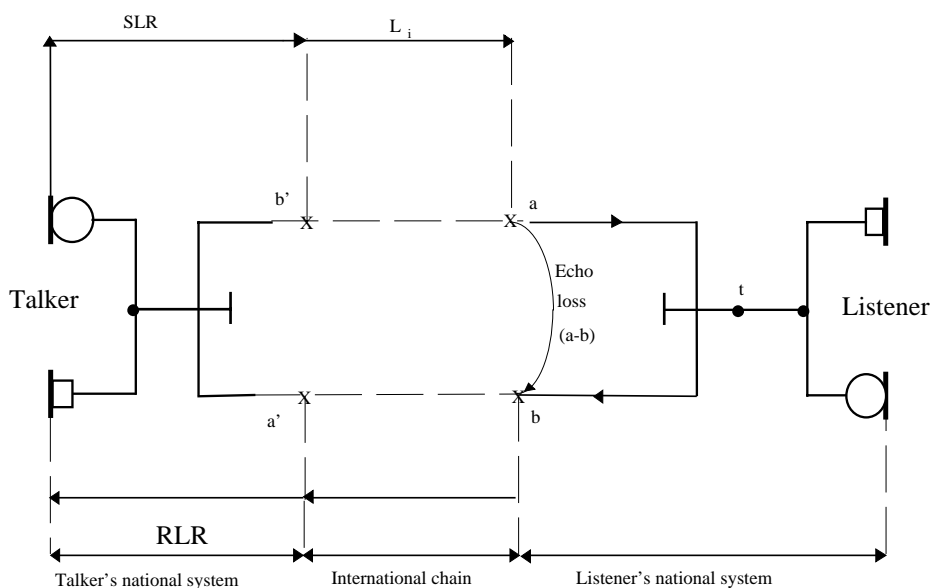 SLR
L i
b'
a
X
X
Echo
loss
(a-b)
t
Talker
Listener
X
X
a'
b
RLR
Talker's national system
International chain
Listener's national system